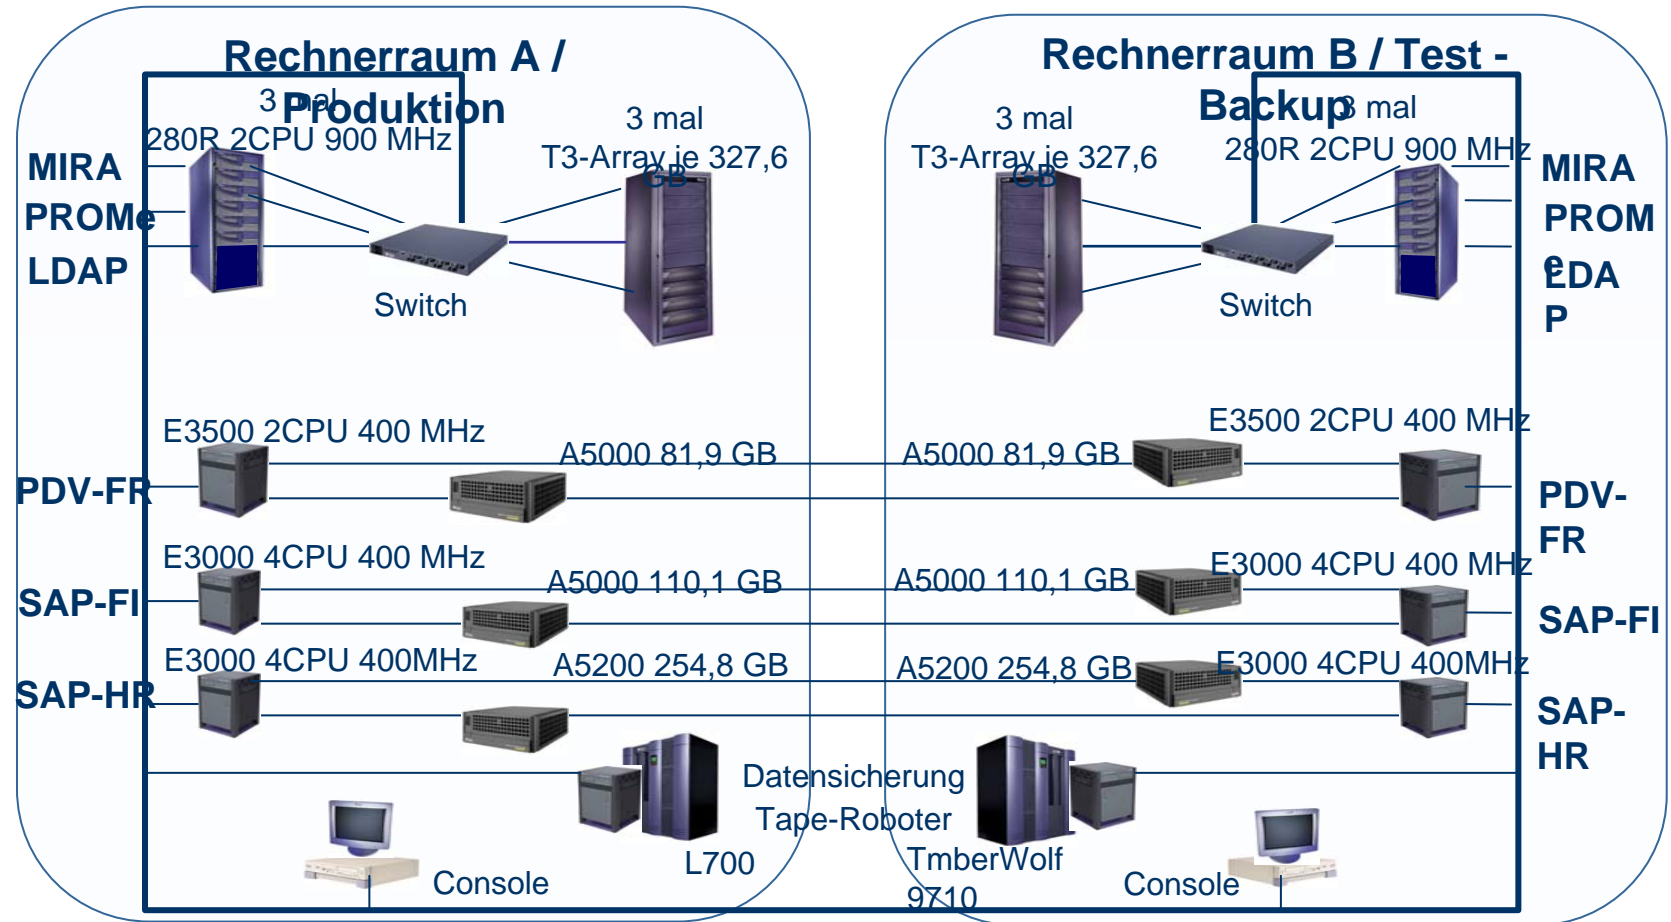 Rechnerraum A /
Produktion
3 mal
280R 2CPU 900 MHz
3 mal
T3-Array je 327,6
GB
MIRA
PROMe
LDAP
Switch
E3500 2CPU 400 MHz
A5000 81,9 GB
PDV-FR
E3000 4CPU 400 MHz
A5000 110,1 GB
SAP-FI
E3000 4CPU 400MHz
A5200 254,8 GB
SAP-HR
Rechnerraum B / Test -
Backup
3 mal
T3-Array je 327,6
GB
3 mal
280R 2CPU 900 MHz
MIRA
PROM
e
LDA
P
Switch
A5000 81,9 GB
E3500 2CPU 400 MHz
PDV-
FR
A5000 110,1 GB
E3000 4CPU 400 MHz
SAP-FI
A5200 254,8 GB
E3000 4CPU 400MHz
SAP-
HR
Datensicherung
Tape-Roboter
L700
TmberWolf
9710
Console
Console